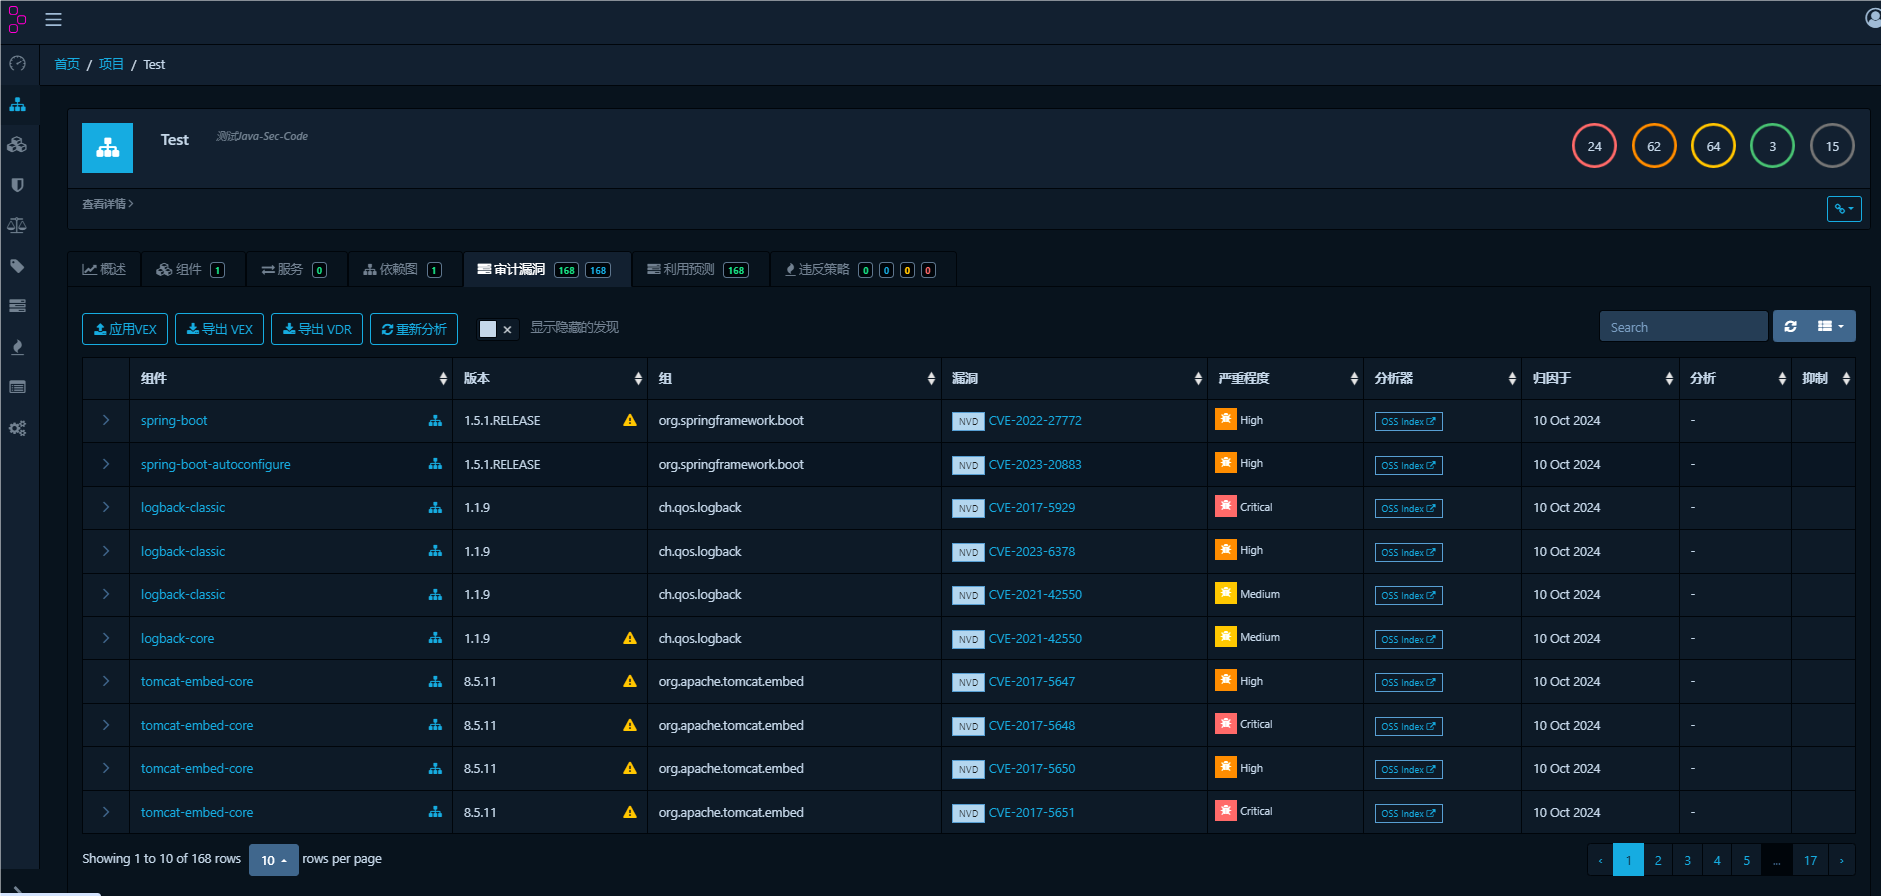 首页 / 项目 / Test
Test 测试Java-Sec-Code 24 62 64 3 15
查看详情
概述 组件 1 服务 0 依赖图 1 审计漏洞 168 168 利用预测 168 违反策略 0 0 0 0
应用VEX 导出 VEX 导出 VDR 重新分析 显示隐藏的发现 Search
组件 版本 组 漏洞 严重程度 分析器 归因于 分析 抑制
spring-boot 1.5.1.RELEASE org.springframework.boot NVD CVE-2022-27772 High OSS Index 10 Oct 2024 -
spring-boot-autoconfigure 1.5.1.RELEASE org.springframework.boot NVD CVE-2023-20883 High OSS Index 10 Oct 2024 -
logback-classic 1.1.9 ch.qos.logback NVD CVE-2017-5929 Critical OSS Index 10 Oct 2024 -
logback-classic 1.1.9 ch.qos.logback NVD CVE-2023-6378 High OSS Index 10 Oct 2024 -
logback-classic 1.1.9 ch.qos.logback NVD CVE-2021-42550 Medium OSS Index 10 Oct 2024 -
logback-core 1.1.9 ch.qos.logback NVD CVE-2021-42550 Medium OSS Index 10 Oct 2024 -
tomcat-embed-core 8.5.11 org.apache.tomcat.embed NVD CVE-2017-5647 High OSS Index 10 Oct 2024 -
tomcat-embed-core 8.5.11 org.apache.tomcat.embed NVD CVE-2017-5648 Critical OSS Index 10 Oct 2024 -
tomcat-embed-core 8.5.11 org.apache.tomcat.embed NVD CVE-2017-5650 High OSS Index 10 Oct 2024 -
tomcat-embed-core 8.5.11 org.apache.tomcat.embed NVD CVE-2017-5651 Critical OSS Index 10 Oct 2024 -
Showing 1 to 10 of 168 rows 10 rows per page ‹ 1 2 3 4 5 ... 17 ›